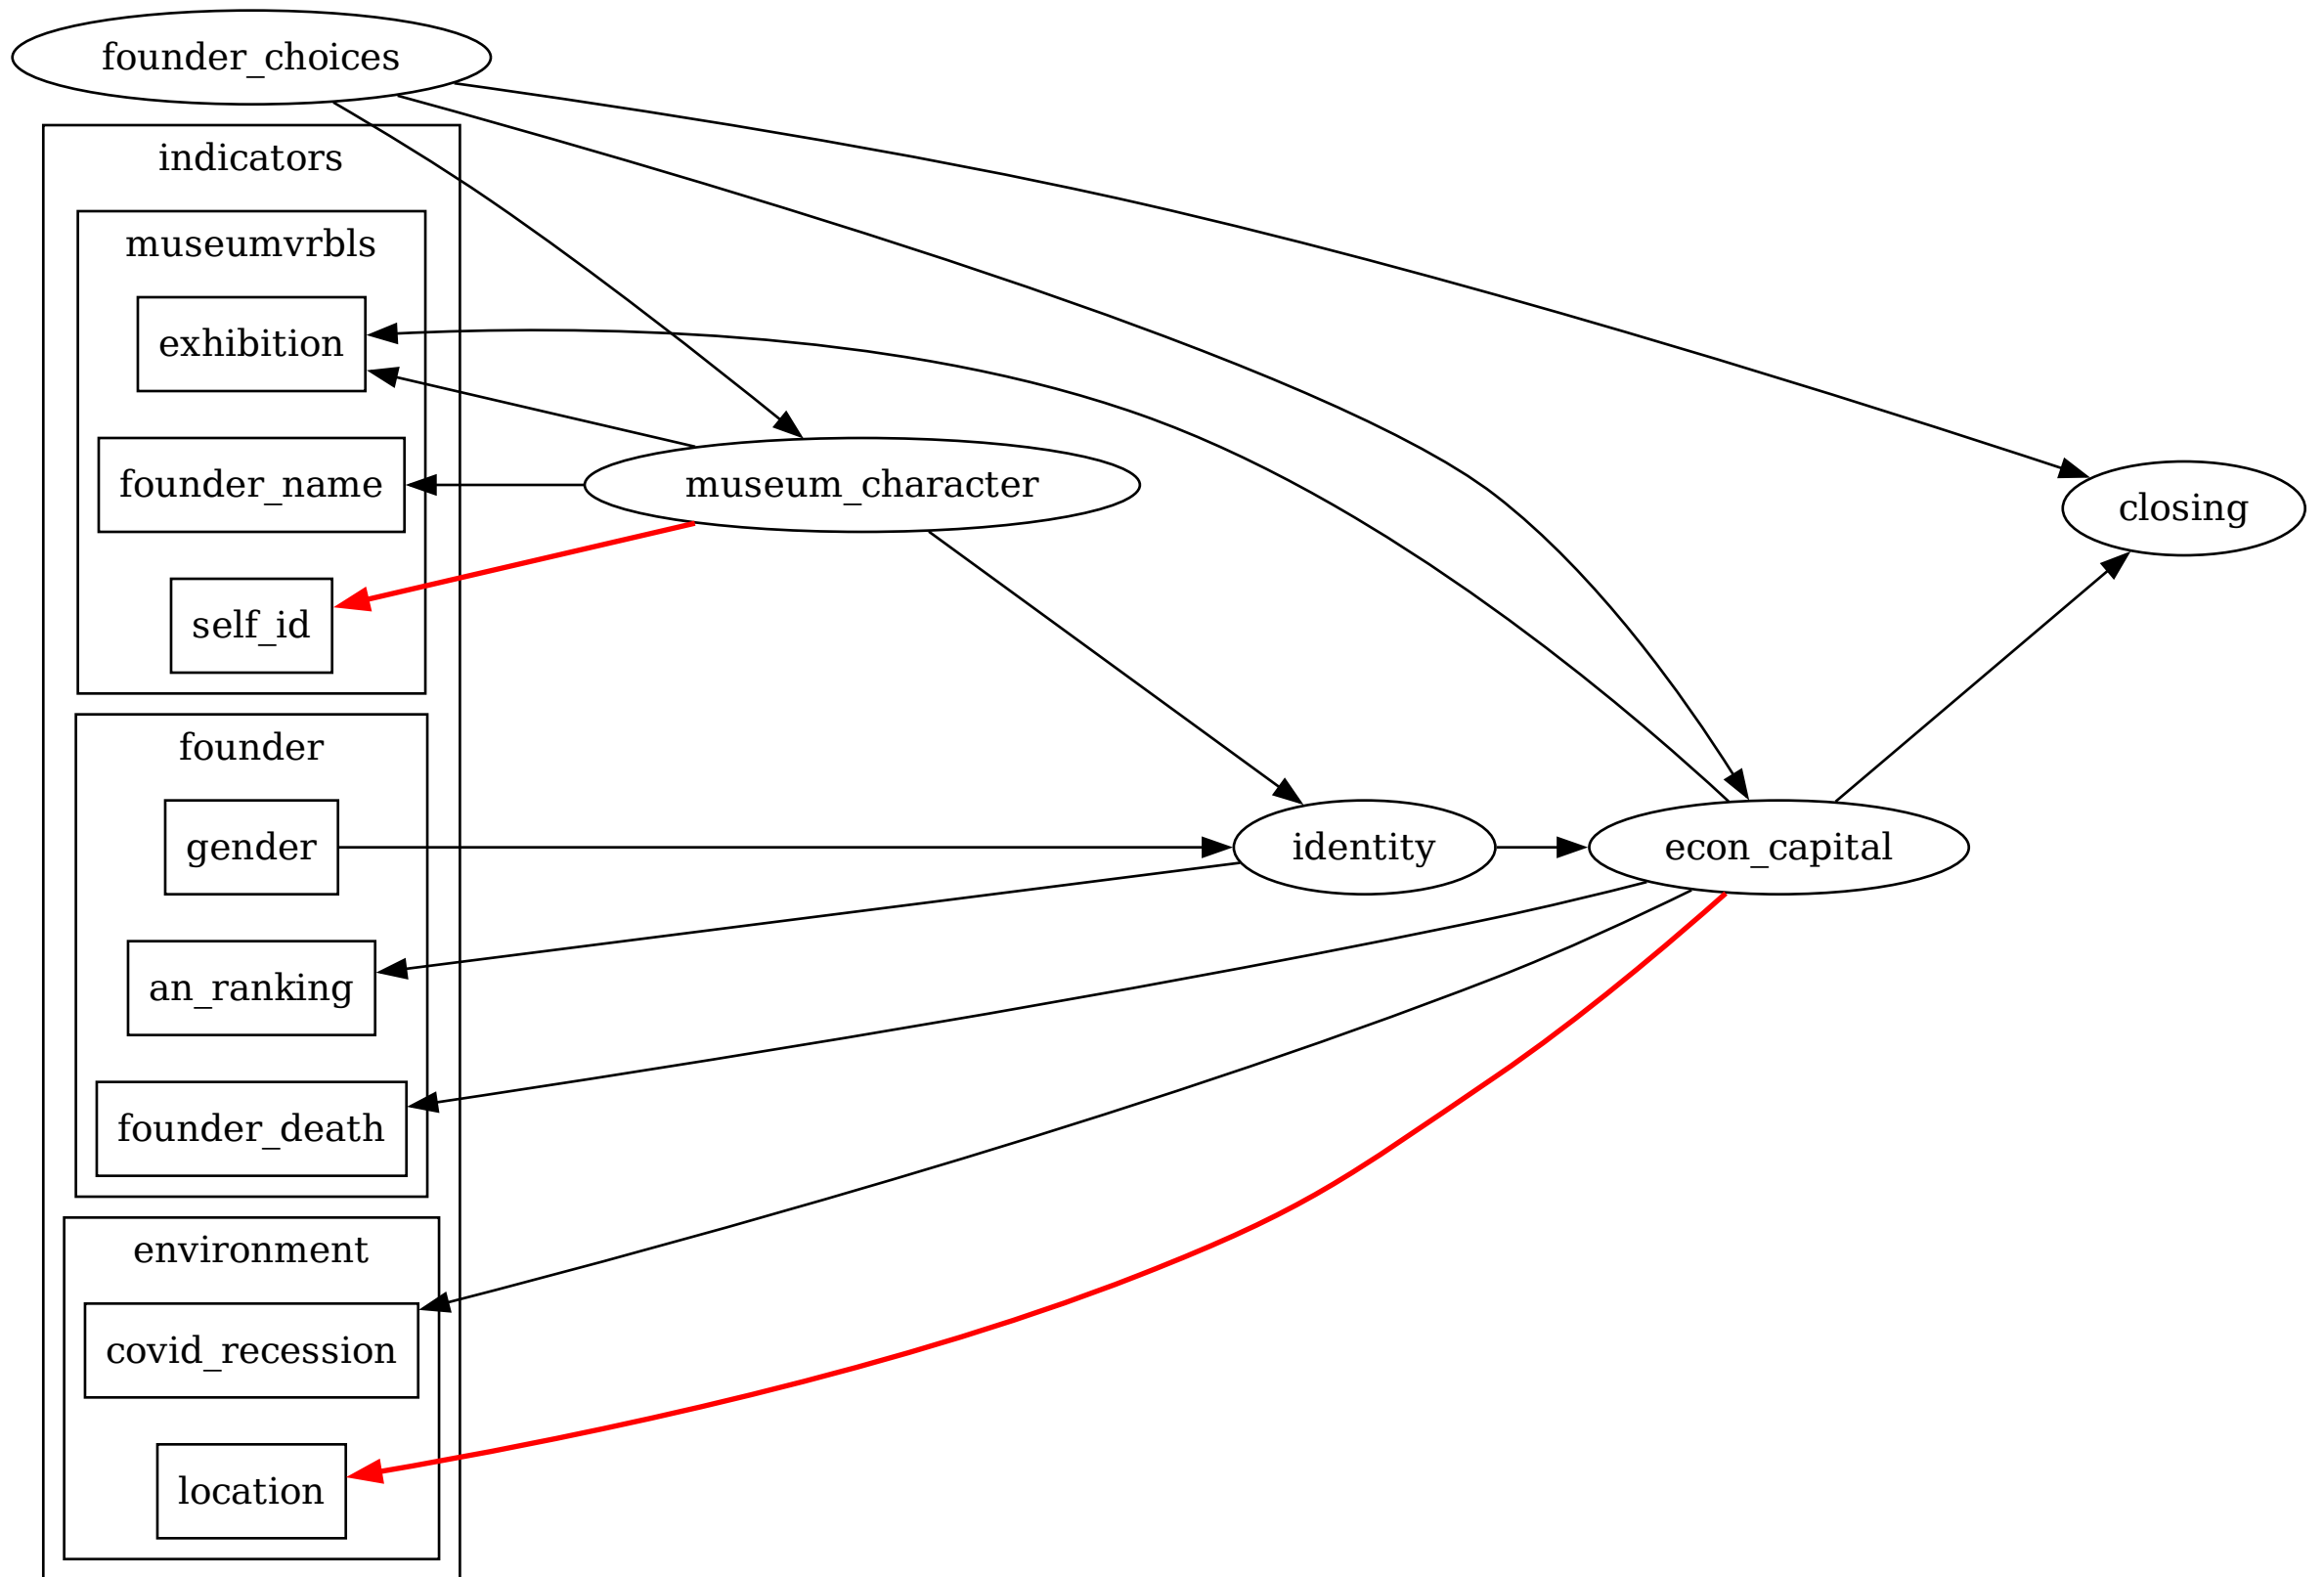 founder_choices
indicators
museumvrbls
exhibition
founder_name
museum_character
closing
self_id
founder
gender
identity
econ_capital
an_ranking
founder_death
environment
covid_recession
location